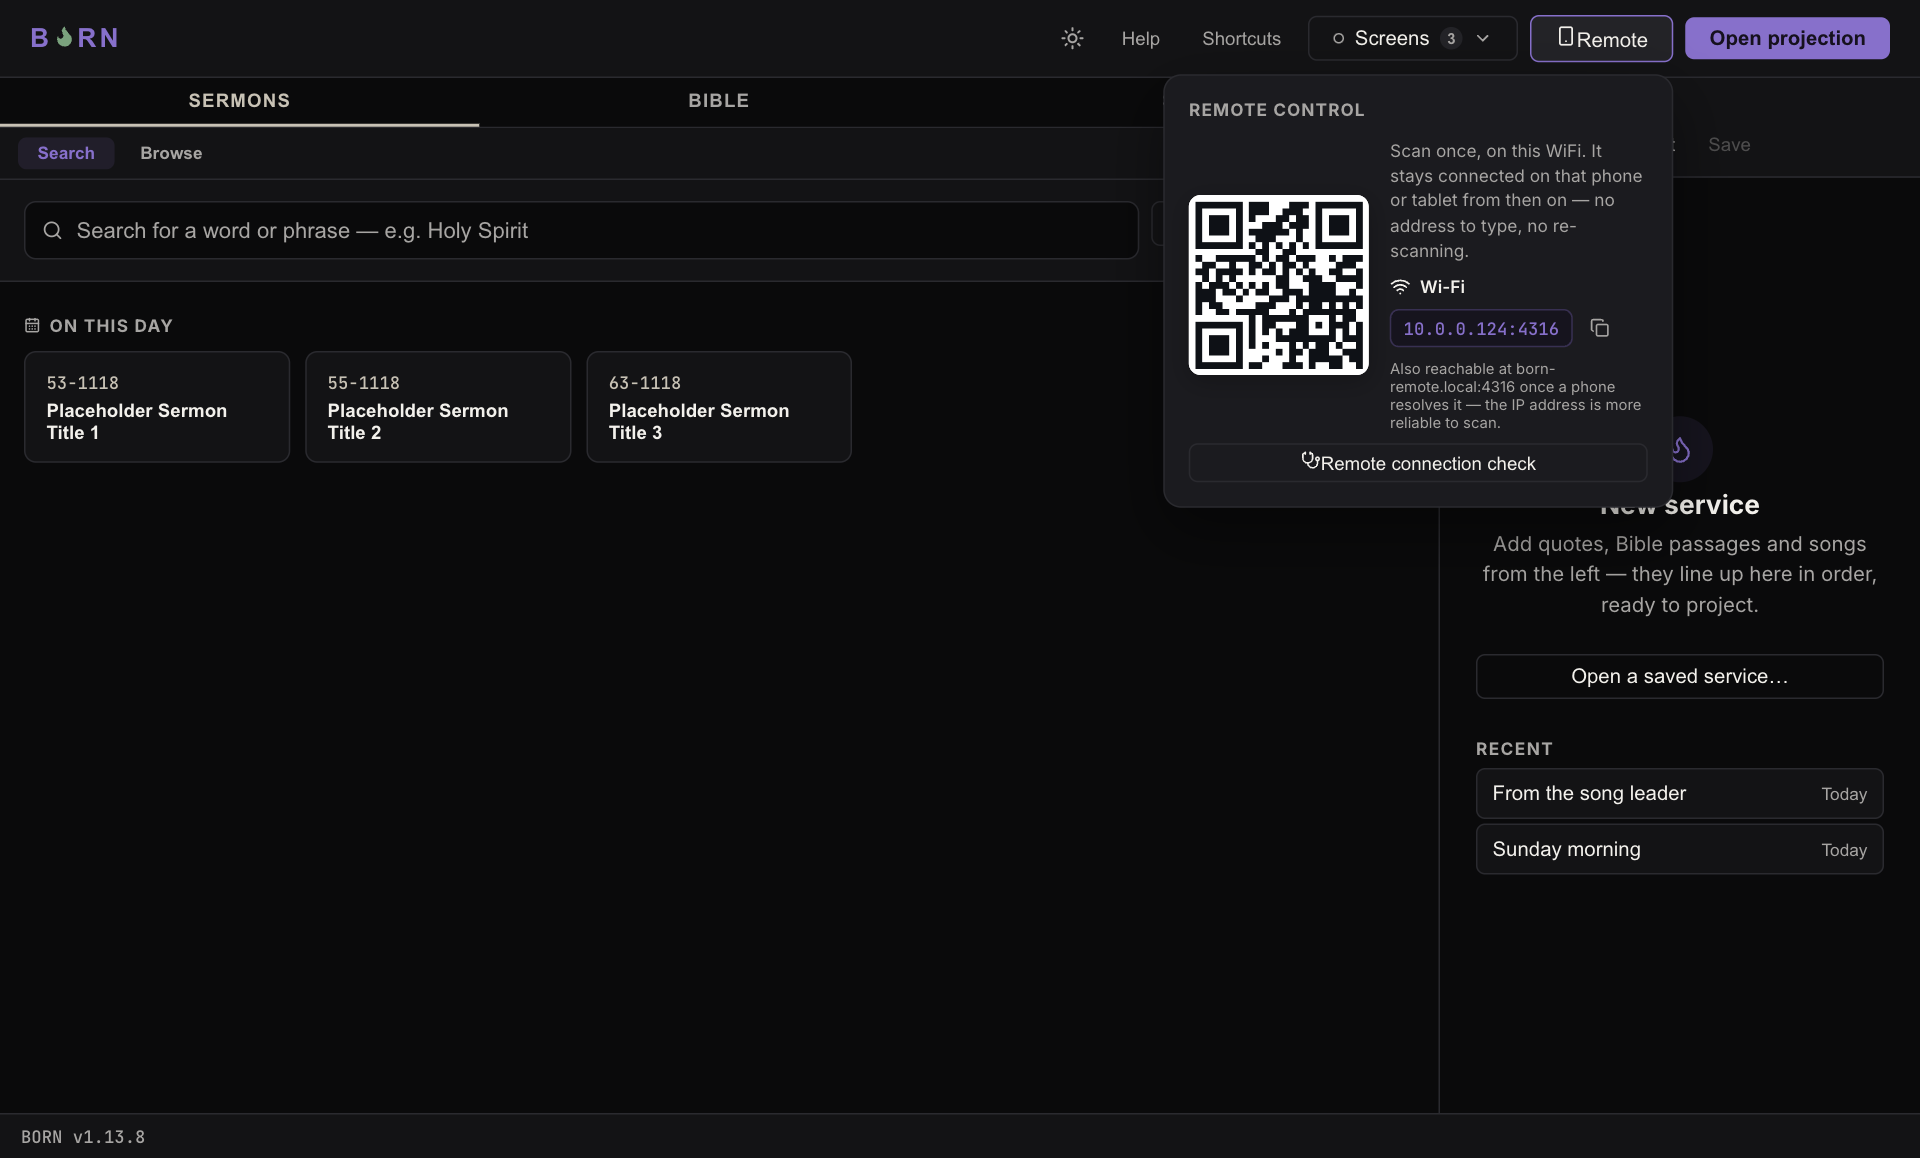 BORN
Help
Shortcuts
Screens 3
Remote
Open projection
SERMONS
BIBLE
Search
Browse
Save
Search for a word or phrase — e.g. Holy Spirit
REMOTE CONTROL
Scan once, on this WiFi. It
stays connected on that phone
or tablet from then on — no
address to type, no re-
scanning.
Wi-Fi
10.0.0.124:4316
Also reachable at born-
remote.local:4316 once a phone
resolves it — the IP address is more
reliable to scan.
Remote connection check
ON THIS DAY
53-1118
Placeholder Sermon
Title 1
55-1118
Placeholder Sermon
Title 2
63-1118
Placeholder Sermon
Title 3
New service
Add quotes, Bible passages and songs
from the left — they line up here in order,
ready to project.
Open a saved service…
RECENT
From the song leader Today
Sunday morning Today
BORN v1.13.8